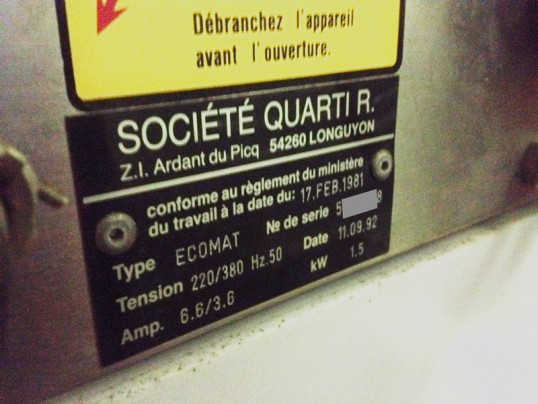 Débranchez l'appareil
avant l'ouverture.
SOCIÉTÉ QUARTI R.
Z.I. Ardant du Picq 54260 LONGUYON
conforme au règlement du ministère
du travail à la date du: 17.FEB.1981
Type ECOMAT № de serie 5 8
Tension 220/380 Hz.50 Date 11.09.92
Amp. 6.6/3.6 kW 1.5